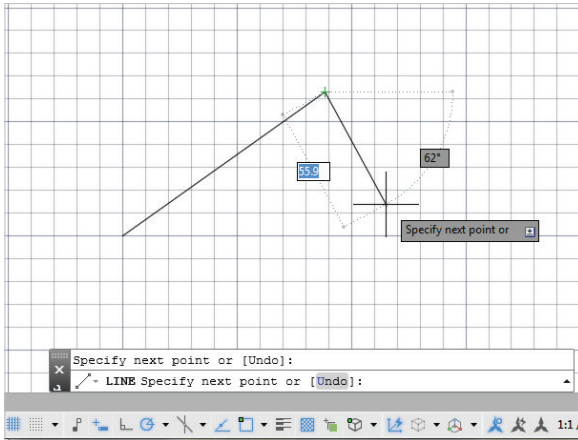 62°
55.9
Specify next point or
Specify next point or [Undo]:
LINE Specify next point or [Undo]:
1:1